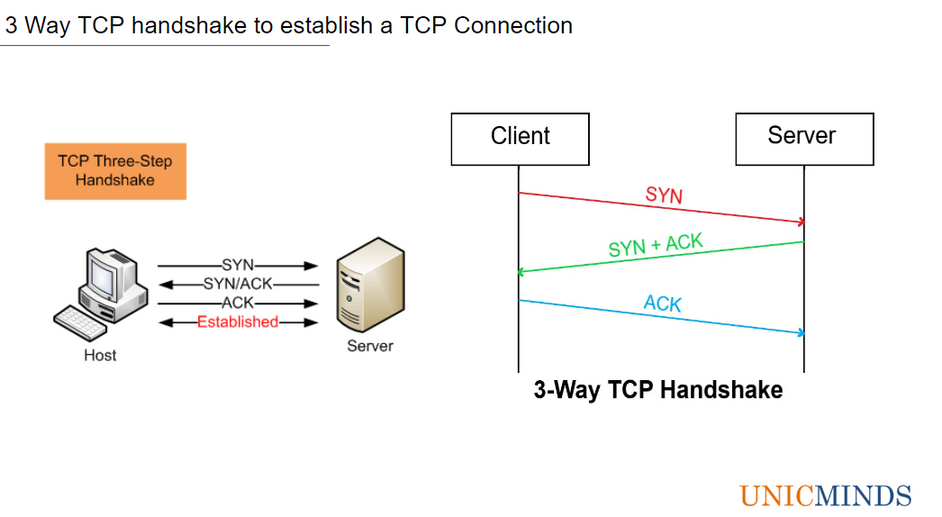 3 Way TCP handshake to establish a TCP Connection
TCP Three-Step
Handshake
SYN
SYN/ACK
ACK
Established
Host
Server
Client
Server
SYN
SYN + ACK
ACK
3-Way TCP Handshake
UNICMINDS